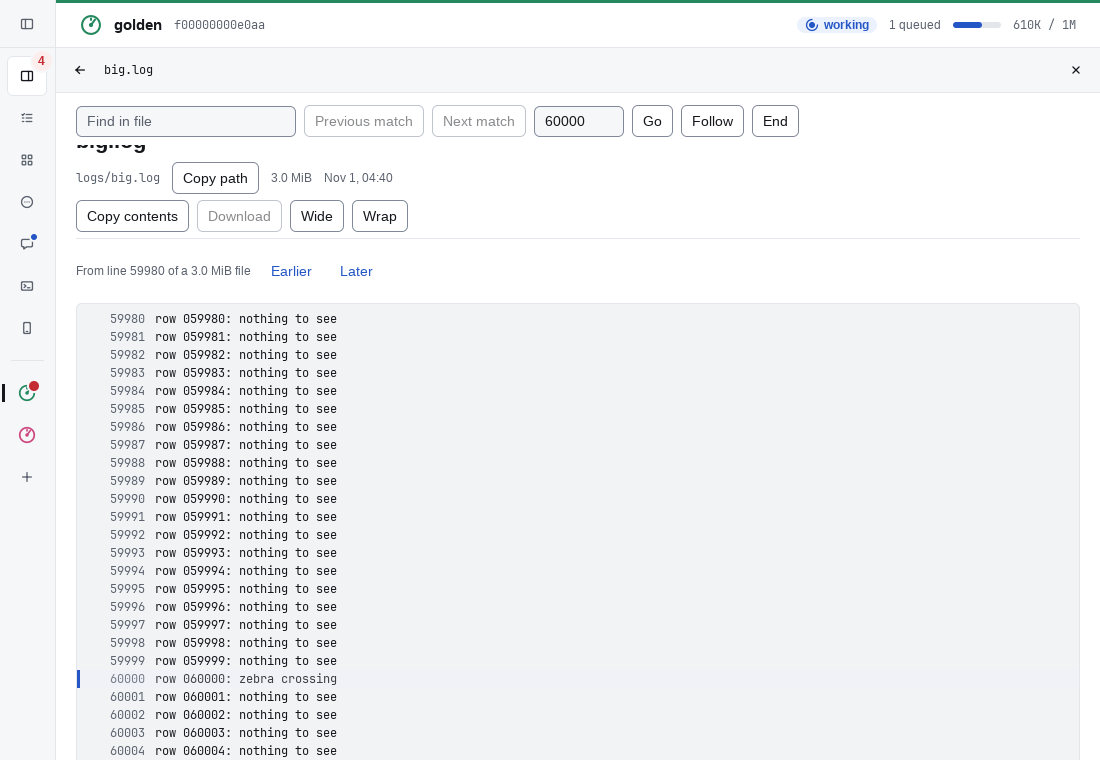 golden f00000000e0aa working 1 queued 610K / 1M
4
big.log
Find in file Previous match Next match 60000 Go Follow End
big.log
logs/big.log Copy path 3.0 MiB Nov 1, 04:40
Copy contents Download Wide Wrap
From line 59980 of a 3.0 MiB file Earlier Later
59980 row 059980: nothing to see
59981 row 059981: nothing to see
59982 row 059982: nothing to see
59983 row 059983: nothing to see
59984 row 059984: nothing to see
59985 row 059985: nothing to see
59986 row 059986: nothing to see
59987 row 059987: nothing to see
59988 row 059988: nothing to see
59989 row 059989: nothing to see
59990 row 059990: nothing to see
59991 row 059991: nothing to see
59992 row 059992: nothing to see
59993 row 059993: nothing to see
59994 row 059994: nothing to see
59995 row 059995: nothing to see
59996 row 059996: nothing to see
59997 row 059997: nothing to see
59998 row 059998: nothing to see
59999 row 059999: nothing to see
60000 row 060000: zebra crossing
60001 row 060001: nothing to see
60002 row 060002: nothing to see
60003 row 060003: nothing to see
60004 row 060004: nothing to see